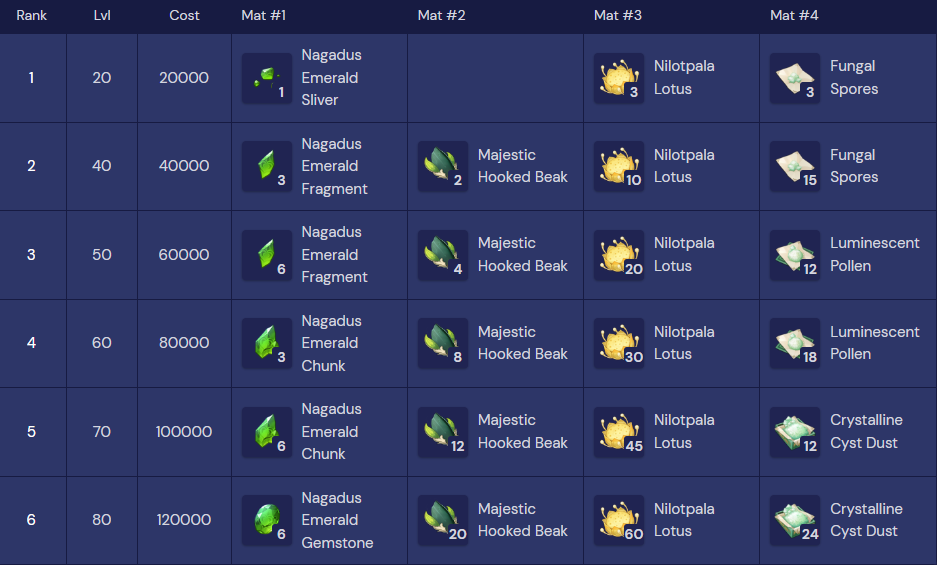 Rank Lvl Cost Mat #1 Mat #2 Mat #3 Mat #4
1 20 20000 1 Nagadus Emerald Sliver 3 Nilotpala Lotus 3 Fungal Spores
2 40 40000 3 Nagadus Emerald Fragment 2 Majestic Hooked Beak 10 Nilotpala Lotus 15 Fungal Spores
3 50 60000 6 Nagadus Emerald Fragment 4 Majestic Hooked Beak 20 Nilotpala Lotus 12 Luminescent Pollen
4 60 80000 3 Nagadus Emerald Chunk 8 Majestic Hooked Beak 30 Nilotpala Lotus 18 Luminescent Pollen
5 70 100000 6 Nagadus Emerald Chunk 12 Majestic Hooked Beak 45 Nilotpala Lotus 12 Crystalline Cyst Dust
6 80 120000 6 Nagadus Emerald Gemstone 20 Majestic Hooked Beak 60 Nilotpala Lotus 24 Crystalline Cyst Dust